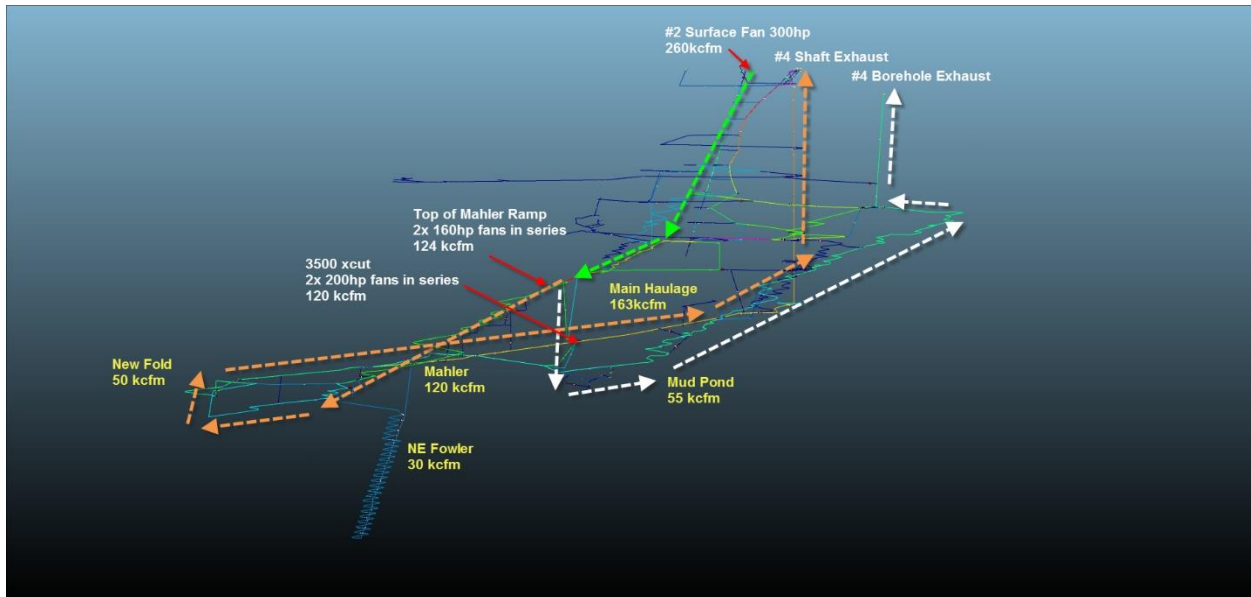 #2 Surface Fan 300hp
260kcfm
#4 Shaft Exhaust
#4 Borehole Exhaust
Top of Mahler Ramp
2x 160hp fans in series
124 kcfm
3500 xcut
2x 200hp fans in series
120 kcfm
Main Haulage
163kcfm
New Fold
50 kcfm
Mahler
120 kcfm
Mud Pond
55 kcfm
NE Fowler
30 kcfm